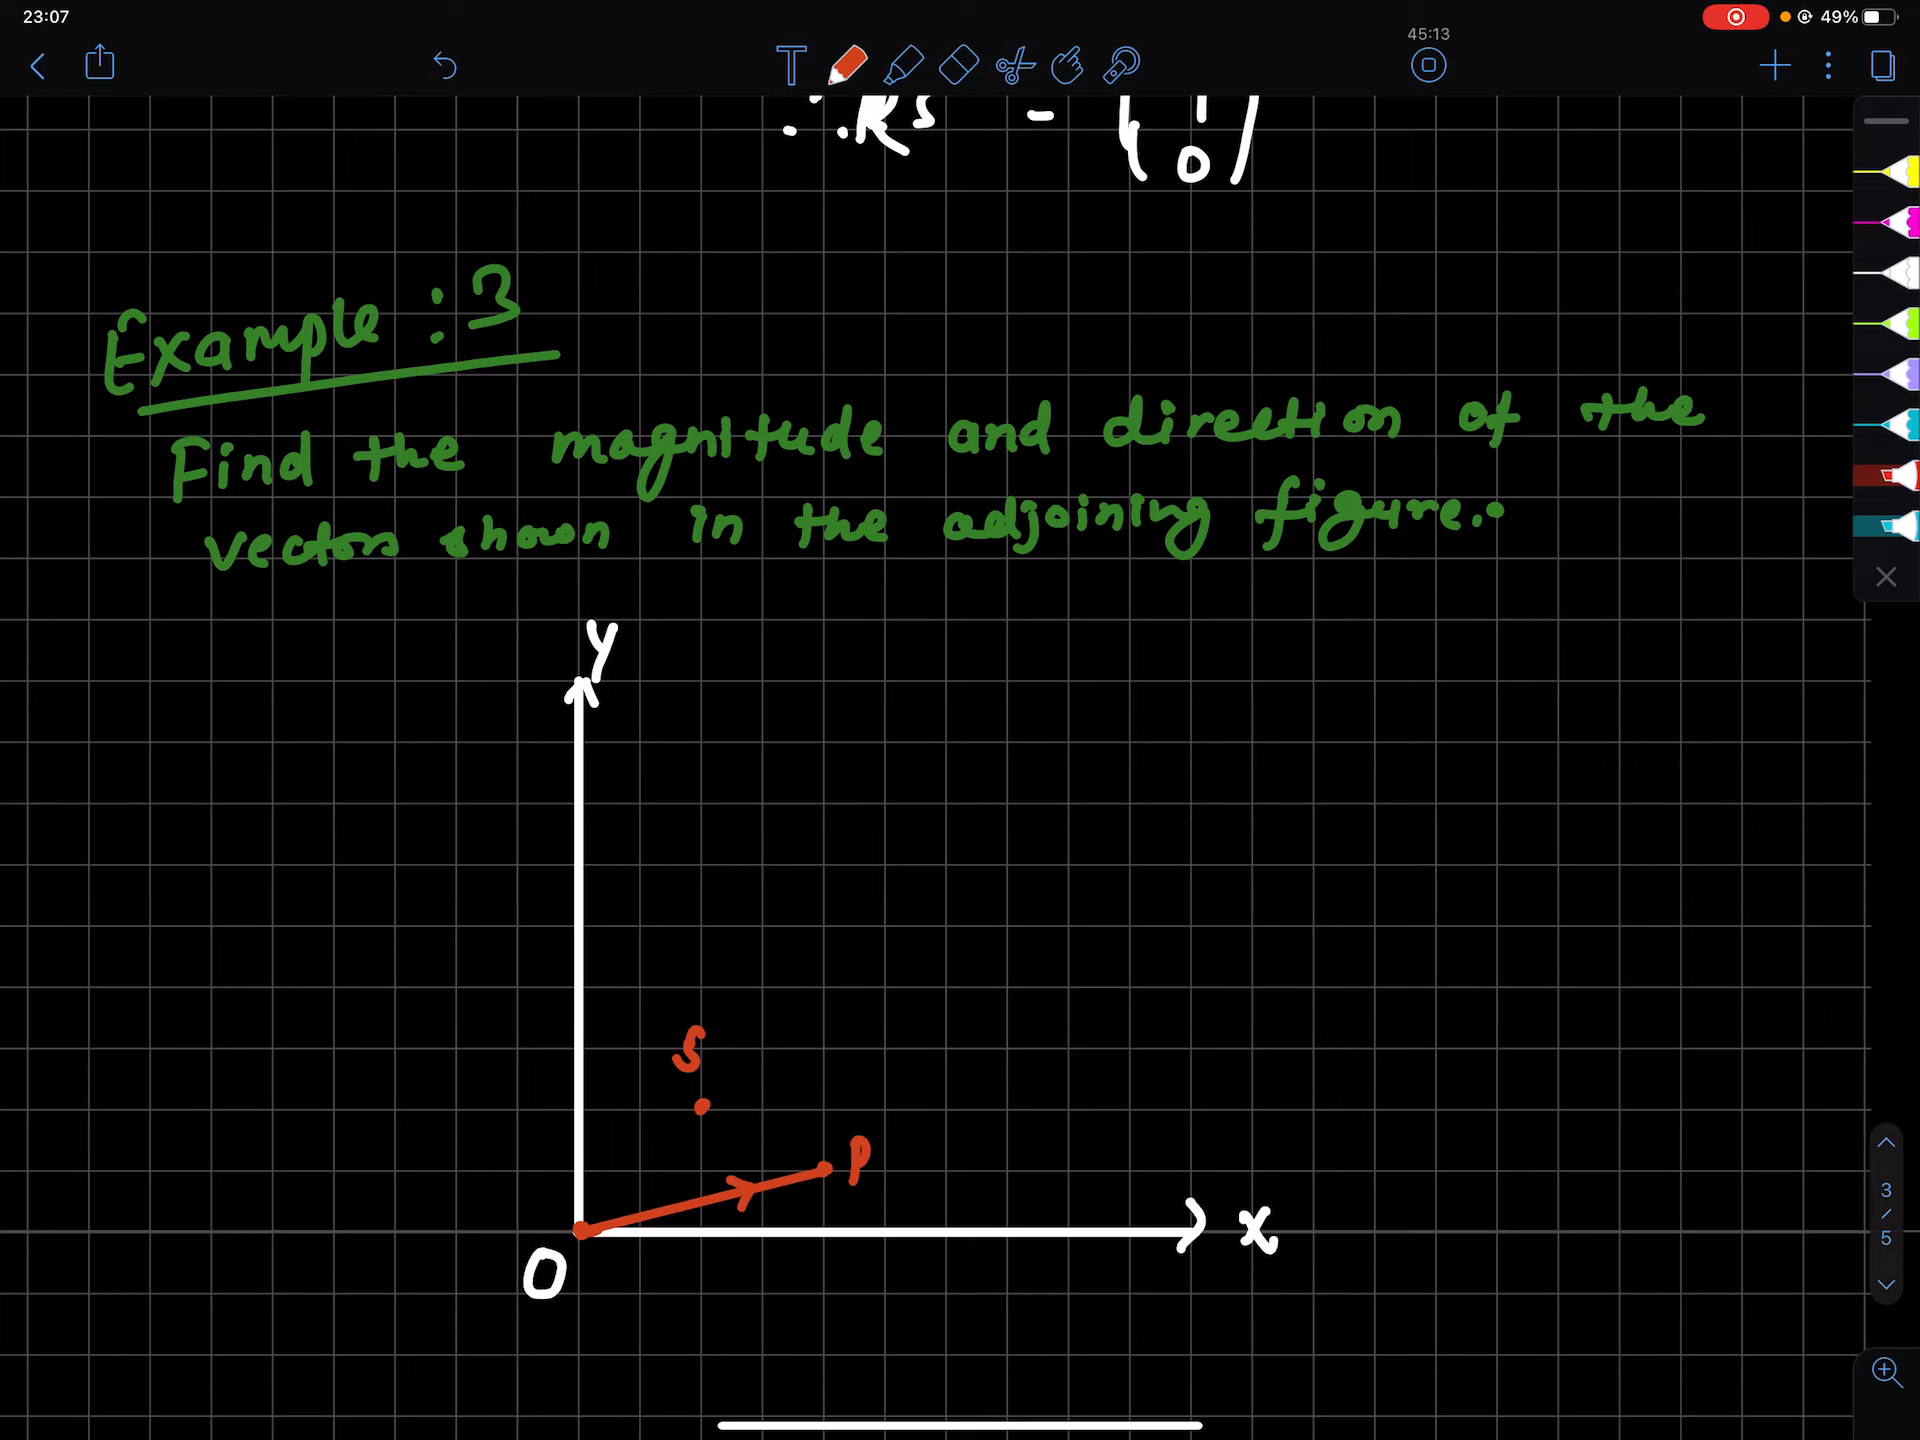 23:07
49%
45:13
T
∴ RS - ( 1
0 )
Example : 3
Find the magnitude and direction of the
vectors shown in the adjoining figure.
y
S
P
x
O
3
/
5